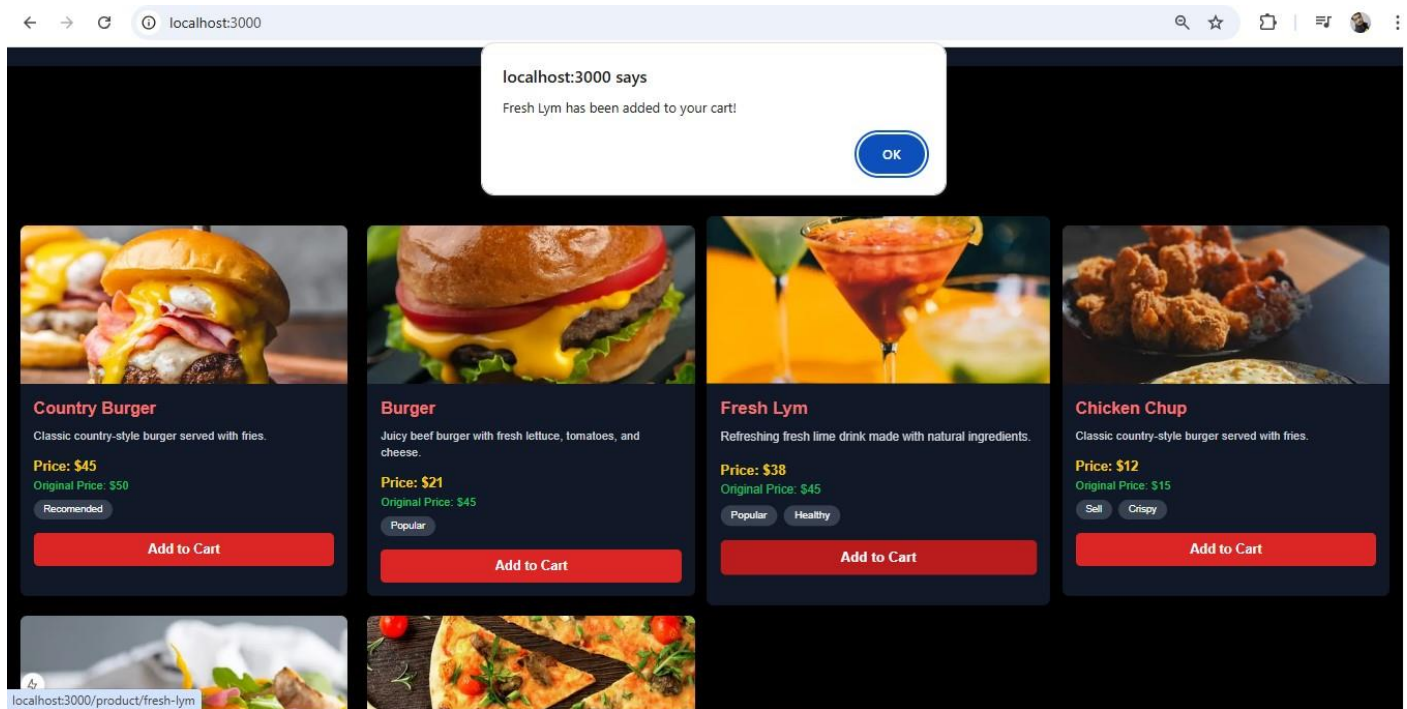 localhost:3000
localhost:3000 says
Fresh Lym has been added to your cart!
OK
Country Burger
Classic country-style burger served with fries.
Price: $45
Original Price: $50
Recomended
Add to Cart
Burger
Juicy beef burger with fresh lettuce, tomatoes, and
cheese.
Price: $21
Original Price: $45
Popular
Add to Cart
Fresh Lym
Refreshing fresh lime drink made with natural ingredients.
Price: $38
Original Price: $45
Popular
Healthy
Add to Cart
Chicken Chup
Classic country-style burger served with fries.
Price: $12
Original Price: $15
Sell
Crispy
Add to Cart
localhost:3000/product/fresh-lym